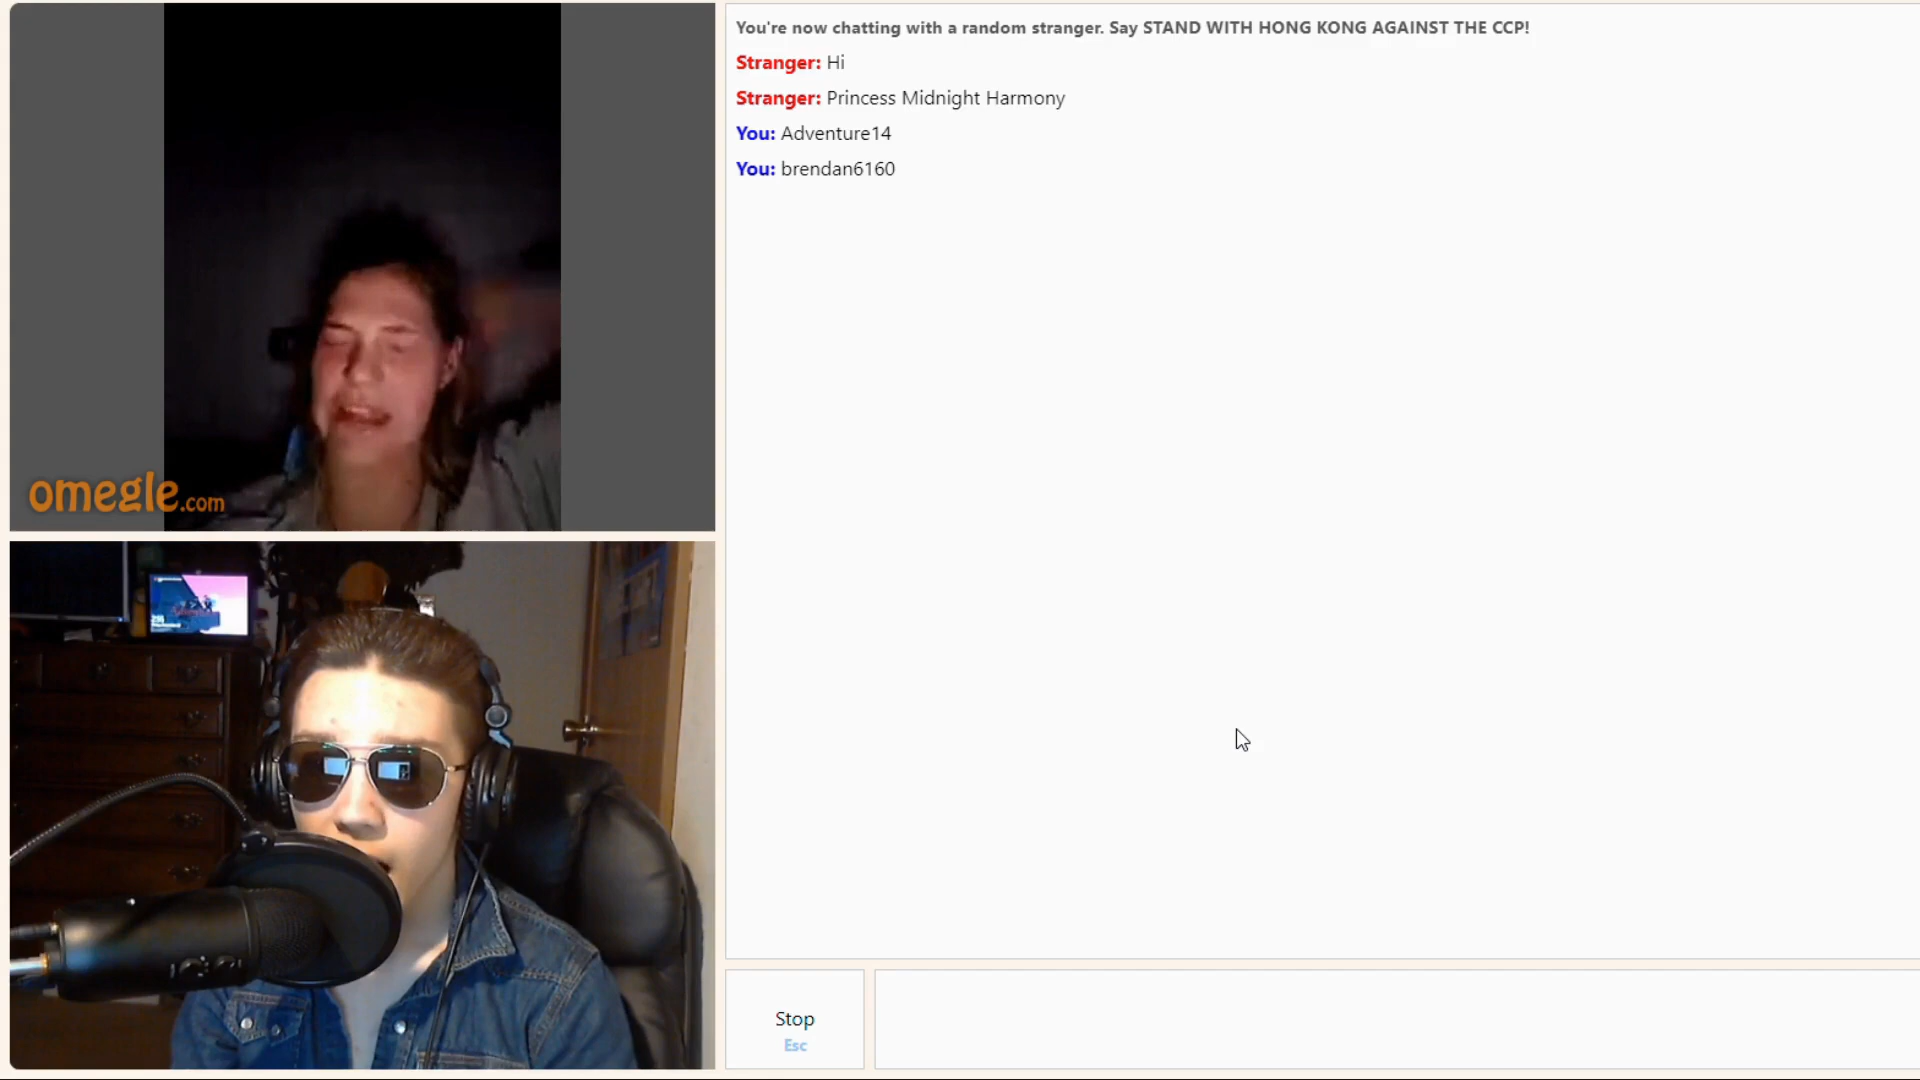 You're now chatting with a random stranger. Say STAND WITH HONG KONG AGAINST THE CCP!
Stranger: Hi
Stranger: Princess Midnight Harmony
You: Adventure14
You: brendan6160
omegle.com
Stop
Esc